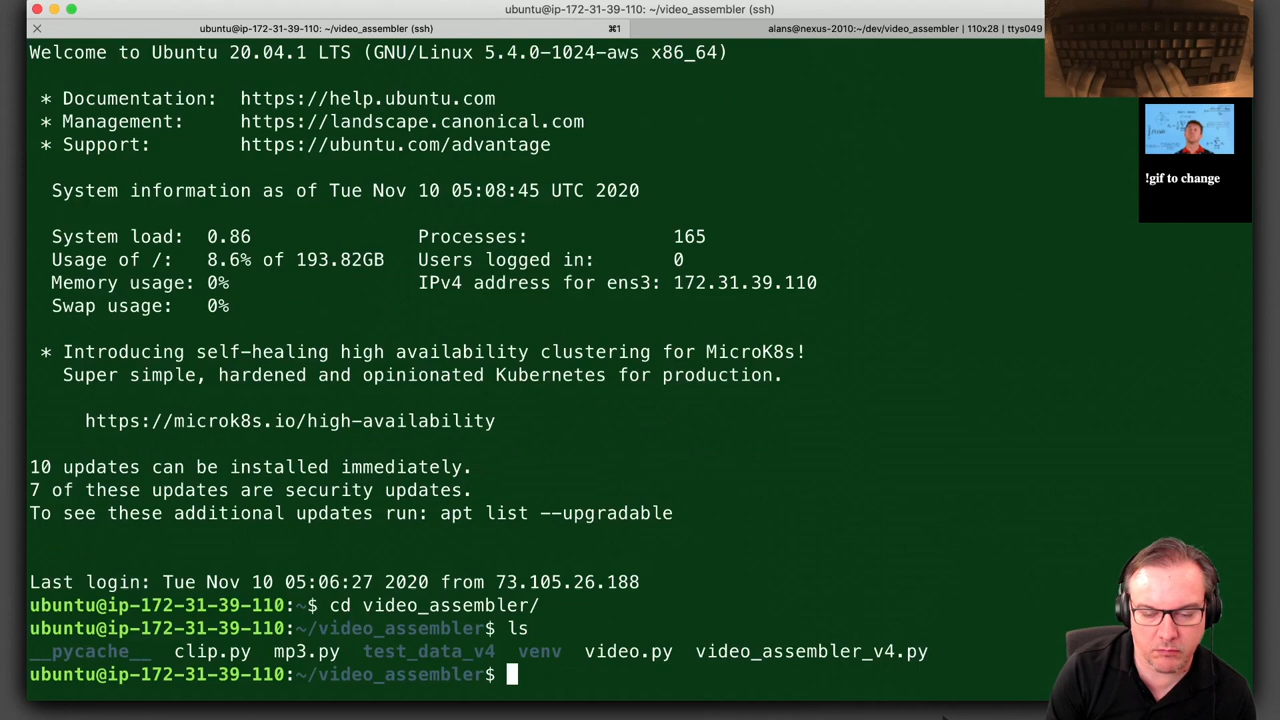 ubuntu@ip-172-31-39-110: ~/video_assembler (ssh)
ubuntu@ip-172-31-39-110: ~/video_assembler (ssh) ⌘1
alans@nexus-2010:~/dev/video_assembler | 110x28 | ttys049
Welcome to Ubuntu 20.04.1 LTS (GNU/Linux 5.4.0-1024-aws x86_64)
* Documentation: https://help.ubuntu.com
* Management: https://landscape.canonical.com
* Support: https://ubuntu.com/advantage
!gif to change
System information as of Tue Nov 10 05:08:45 UTC 2020
System load: 0.86 Processes: 165
Usage of /: 8.6% of 193.82GB Users logged in: 0
Memory usage: 0% IPv4 address for ens3: 172.31.39.110
Swap usage: 0%
* Introducing self-healing high availability clustering for MicroK8s!
Super simple, hardened and opinionated Kubernetes for production.
https://microk8s.io/high-availability
10 updates can be installed immediately.
7 of these updates are security updates.
To see these additional updates run: apt list --upgradable
Last login: Tue Nov 10 05:06:27 2020 from 73.105.26.188
ubuntu@ip-172-31-39-110:~$ cd video_assembler/
ubuntu@ip-172-31-39-110:~/video_assembler$ ls
__pycache__ clip.py mp3.py test_data_v4 venv video.py video_assembler_v4.py
ubuntu@ip-172-31-39-110:~/video_assembler$